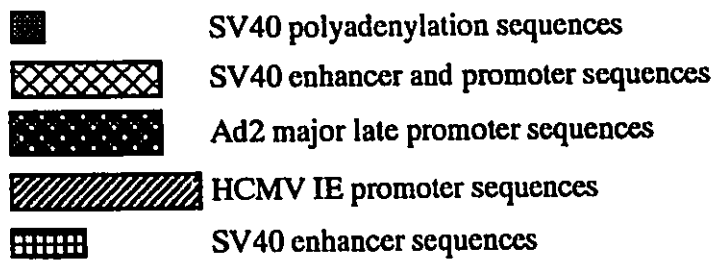 SV40 polyadenylation sequences
SV40 enhancer and promoter sequences
Ad2 major late promoter sequences
HCMV IE promoter sequences
SV40 enhancer sequences